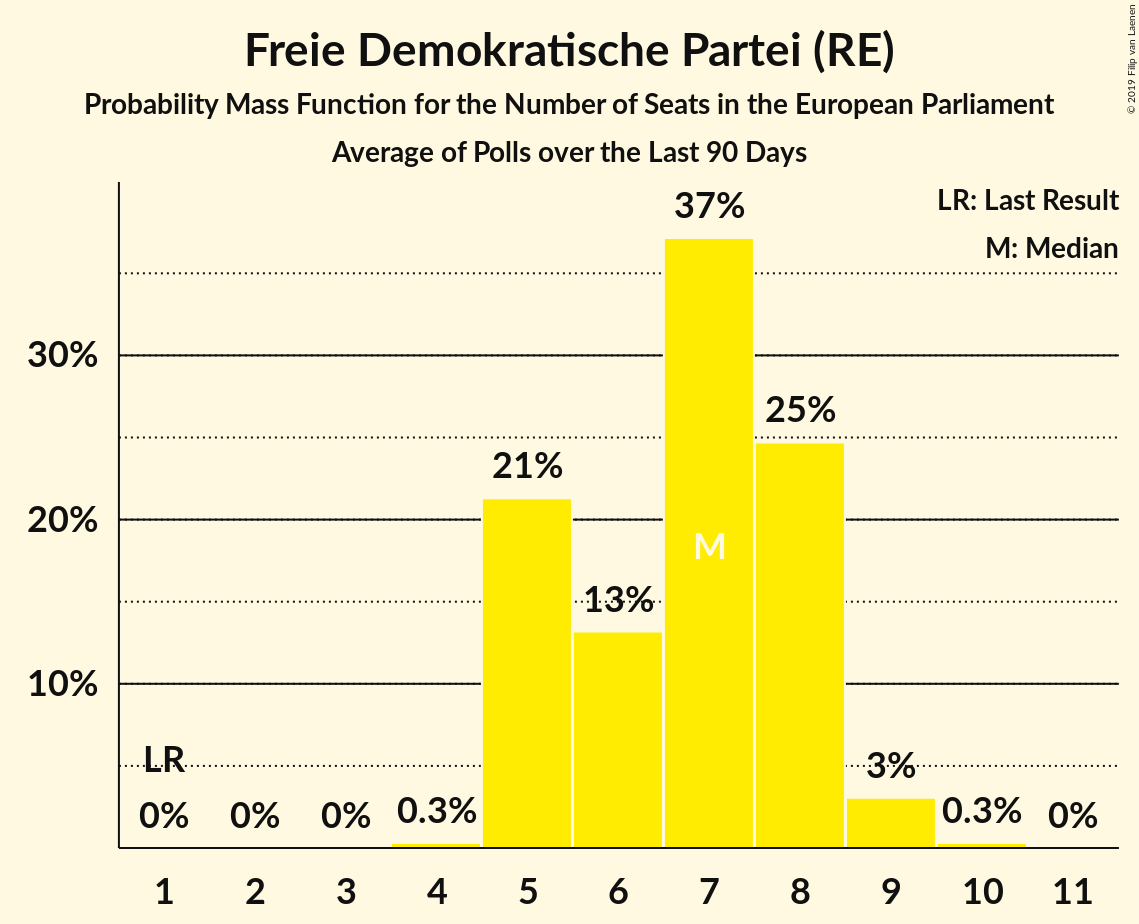 Freie Demokratische Partei (RE)
Probability Mass Function for the Number of Seats in the European Parliament
Average of Polls over the Last 90 Days
© 2019 Filip van Laenen
LR: Last Result
M: Median
37%
30%
25%
21%
20%
M
13%
10%
LR
3%
0%
0%
0%
0.3%
0.3%
0%
1 2 3 4 5 6 7 8 9 10 11